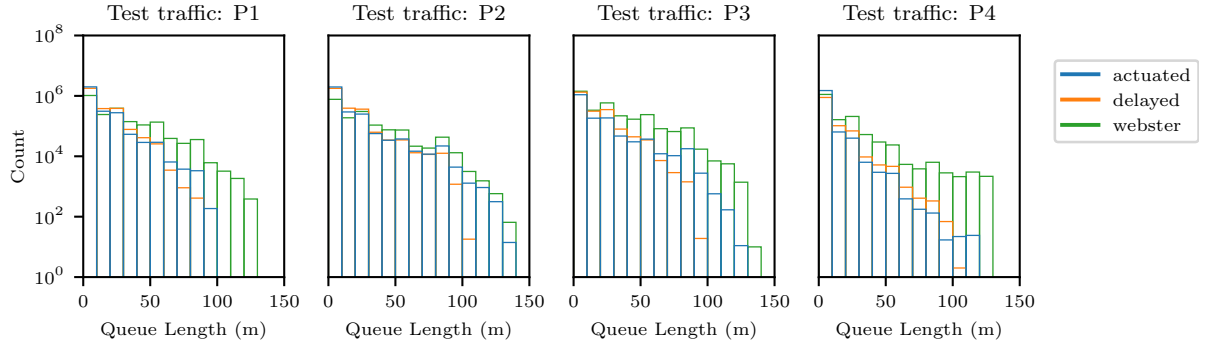 Test traffic: P1 Test traffic: P2 Test traffic: P3 Test traffic: P4
10^8
10^6
10^4
10^2
10^0
Count
0 50 100 150 0 50 100 150 0 50 100 150 0 50 100 150
Queue Length (m) Queue Length (m) Queue Length (m) Queue Length (m)
actuated
delayed
webster